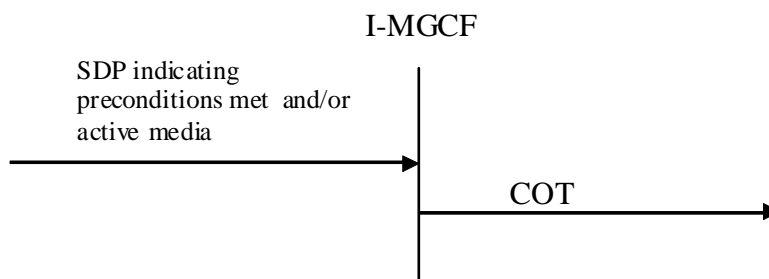 I-MGCF
SDP indicating
preconditions met and/or
active media
COT